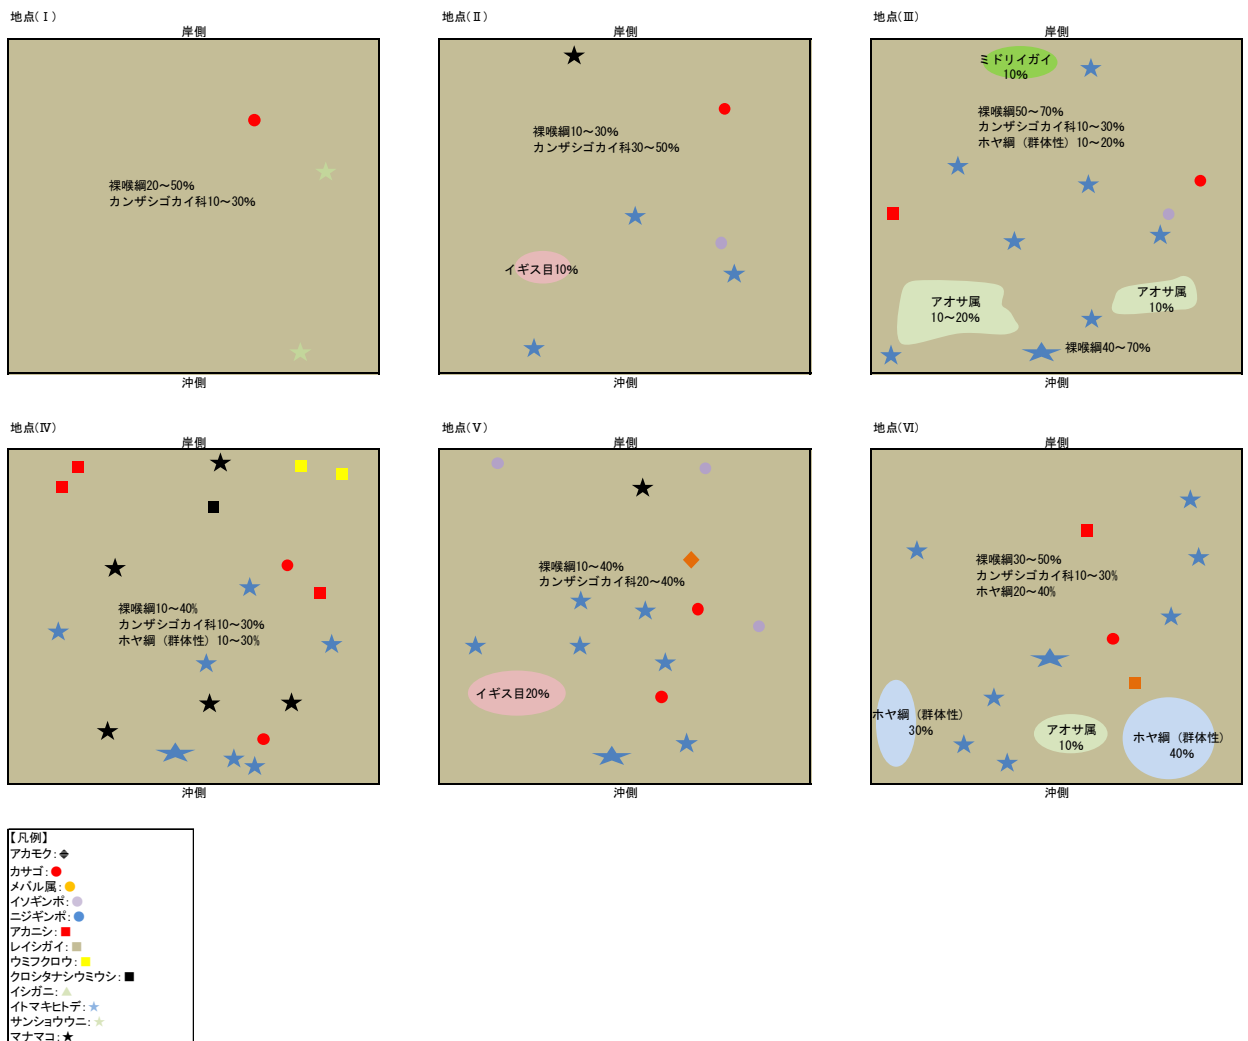 地点(Ⅰ)
岸側
裸喉綱20～50%
カンザシゴカイ科10～30%
沖側
地点(Ⅱ)
岸側
裸喉綱10～30%
カンザシゴカイ科30～50%
イギス目10%
沖側
地点(Ⅲ)
岸側
ミドリイガイ
10%
裸喉綱50～70%
カンザシゴカイ科10～30%
ホヤ綱（群体性）10～20%
アオサ属
10～20%
アオサ属
10%
裸喉綱40～70%
沖側
地点(Ⅳ)
岸側
裸喉綱10～40%
カンザシゴカイ科10～30%
ホヤ綱（群体性）10～30%
沖側
地点(Ⅴ)
岸側
裸喉綱10～40%
カンザシゴカイ科20～40%
イギス目20%
沖側
地点(Ⅵ)
岸側
裸喉綱30～50%
カンザシゴカイ科10～30%
ホヤ綱20～40%
ホヤ綱（群体性）
30%
アオサ属
10%
ホヤ綱（群体性）
40%
沖側
【凡例】
アカモク:
カサゴ:
メバル属:
イソギンポ:
ニジギンポ:
アカニシ:
レイシガイ:
ウミフクロウ:
クロシタナシウミウシ:
イシガニ:
イトマキヒトデ:
サンショウウニ:
マナマコ: